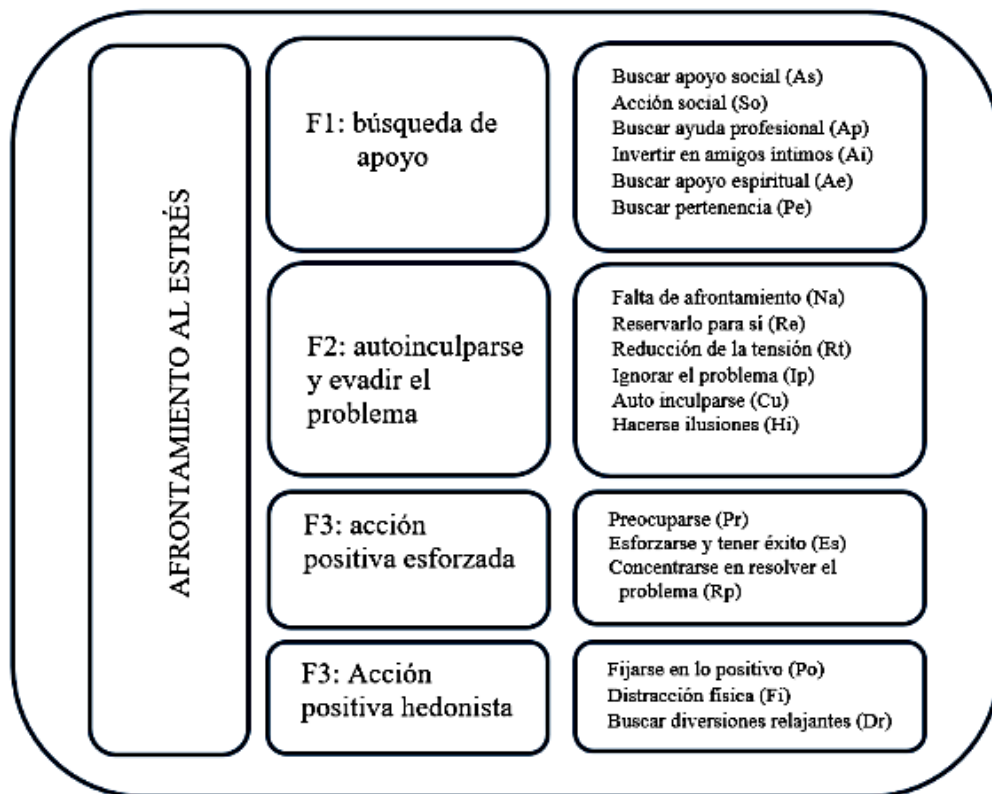 AFRONTAMIENTO AL ESTRÉS
F1: búsqueda de
apoyo
Buscar apoyo social (As)
Acción social (So)
Buscar ayuda profesional (Ap)
Invertir en amigos íntimos (Ai)
Buscar apoyo espiritual (Ae)
Buscar pertenencia (Pe)
F2: autoinculparse
y evadir el
problema
Falta de afrontamiento (Na)
Reservarlo para sí (Re)
Reducción de la tensión (Rt)
Ignorar el problema (Ip)
Auto inculparse (Cu)
Hacerse ilusiones (Hi)
F3: acción
positiva esforzada
Preocuparse (Pr)
Esforzarse y tener éxito (Es)
Concentrarse en resolver el
problema (Rp)
F3: Acción
positiva hedonista
Fijarse en lo positivo (Po)
Distracción física (Fi)
Buscar diversiones relajantes (Dr)